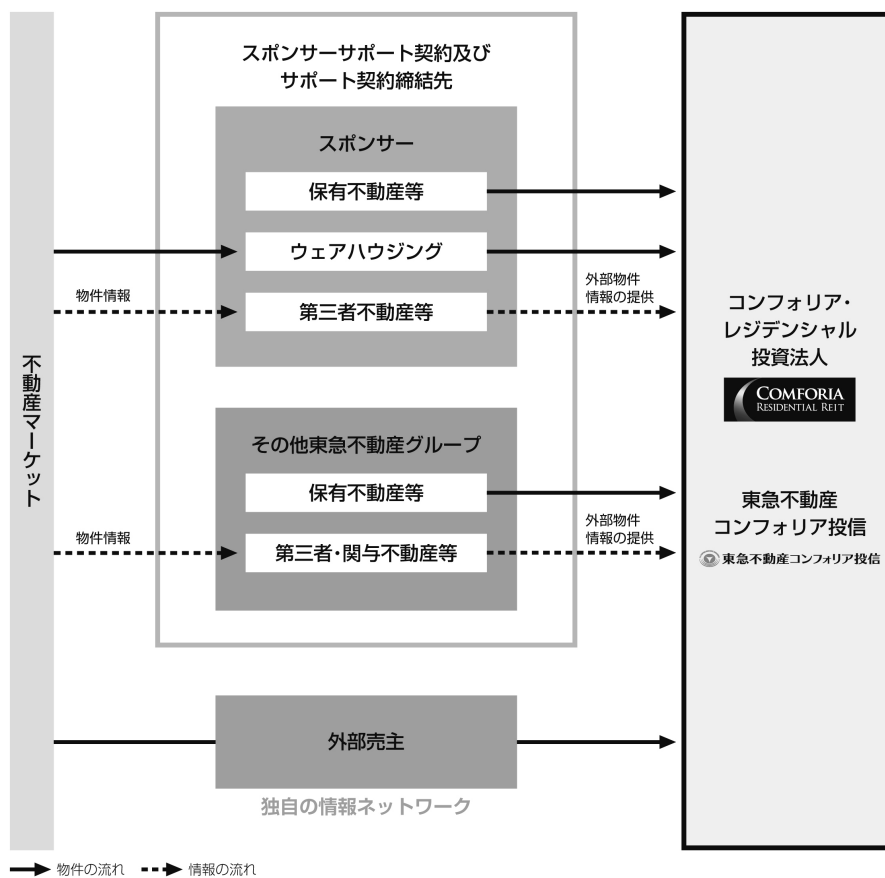 スポンサーサポート契約及び
サポート契約締結先
スポンサー
保有不動産等
ウェアハウジング
物件情報
第三者不動産等
外部物件
情報の提供
不動産マーケット
コンフォリア・
レジデンシャル
投資法人
COMFORIA
RESIDENTIAL REIT
その他東急不動産グループ
保有不動産等
物件情報
第三者・関与不動産等
外部物件
情報の提供
東急不動産
コンフォリア投信
東急不動産コンフォリア投信
外部売主
独自の情報ネットワーク
物件の流れ
情報の流れ